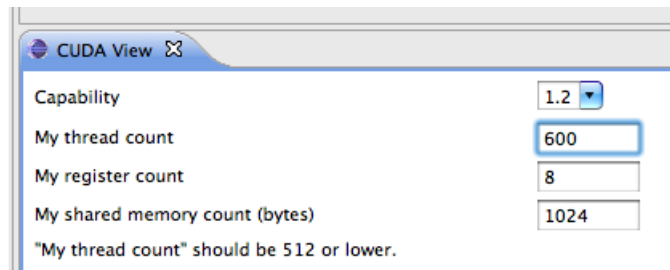 CUDA View
Capability 1.2
My thread count 600
My register count 8
My shared memory count (bytes) 1024
"My thread count" should be 512 or lower.